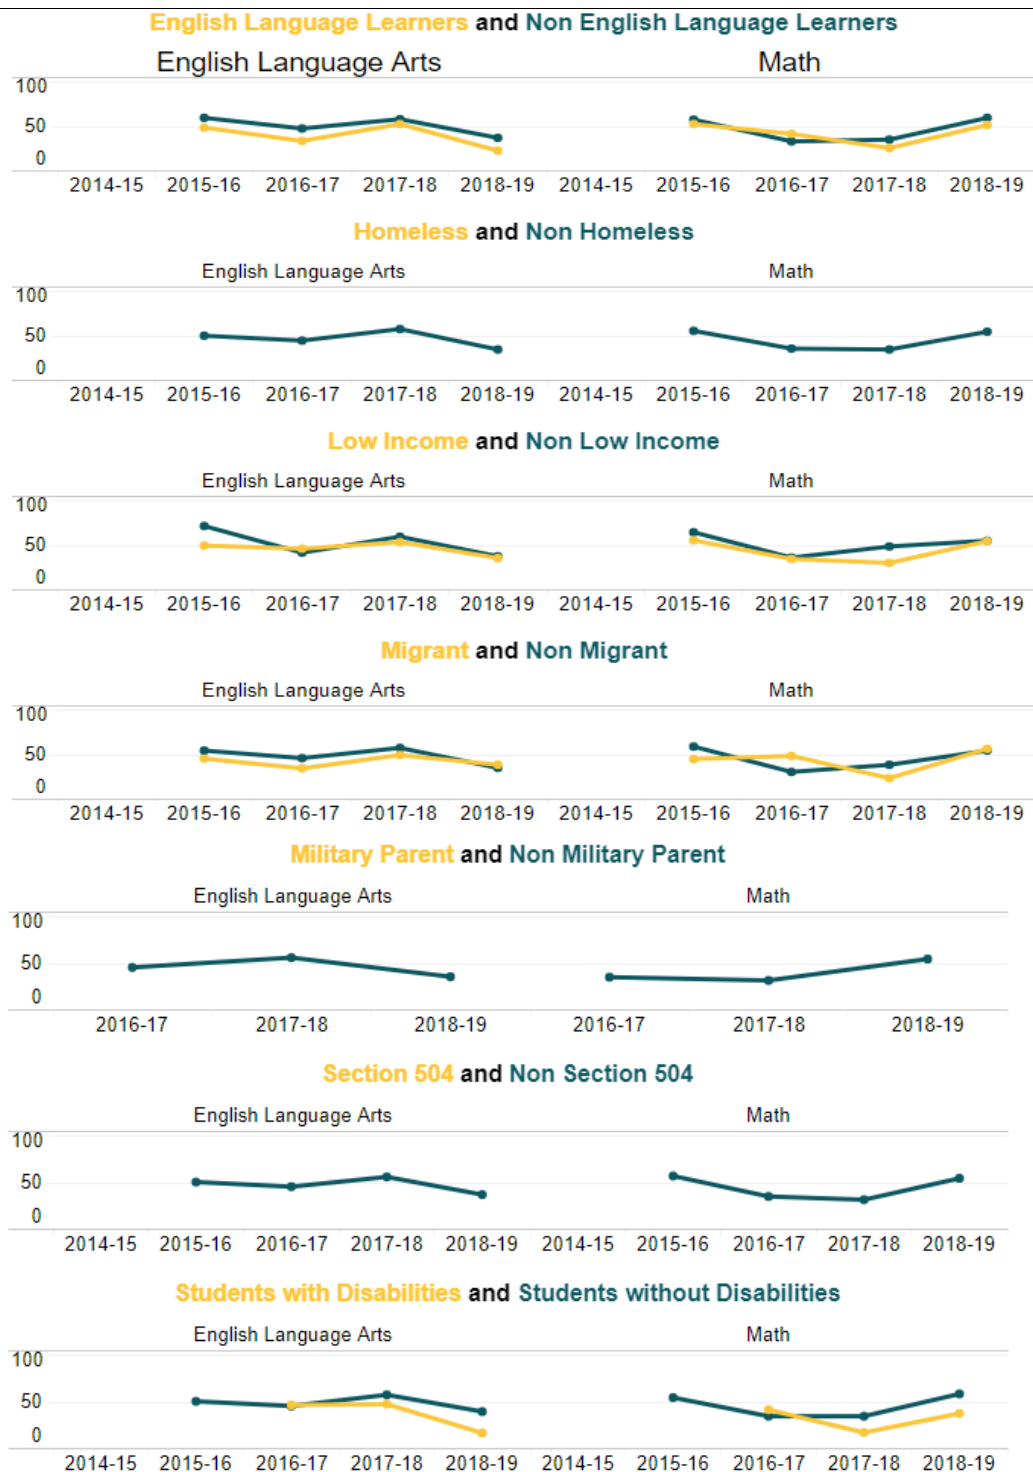 English Language Learners and Non English Language Learners
English Language Arts Math
100
50
0
2014-15 2015-16 2016-17 2017-18 2018-19 2014-15 2015-16 2016-17 2017-18 2018-19
Homeless and Non Homeless
English Language Arts Math
100
50
0
2014-15 2015-16 2016-17 2017-18 2018-19 2014-15 2015-16 2016-17 2017-18 2018-19
Low Income and Non Low Income
English Language Arts Math
100
50
0
2014-15 2015-16 2016-17 2017-18 2018-19 2014-15 2015-16 2016-17 2017-18 2018-19
Migrant and Non Migrant
English Language Arts Math
100
50
0
2014-15 2015-16 2016-17 2017-18 2018-19 2014-15 2015-16 2016-17 2017-18 2018-19
Military Parent and Non Military Parent
English Language Arts Math
100
50
0
2016-17 2017-18 2018-19 2016-17 2017-18 2018-19
Section 504 and Non Section 504
English Language Arts Math
100
50
0
2014-15 2015-16 2016-17 2017-18 2018-19 2014-15 2015-16 2016-17 2017-18 2018-19
Students with Disabilities and Students without Disabilities
English Language Arts Math
100
50
0
2014-15 2015-16 2016-17 2017-18 2018-19 2014-15 2015-16 2016-17 2017-18 2018-19